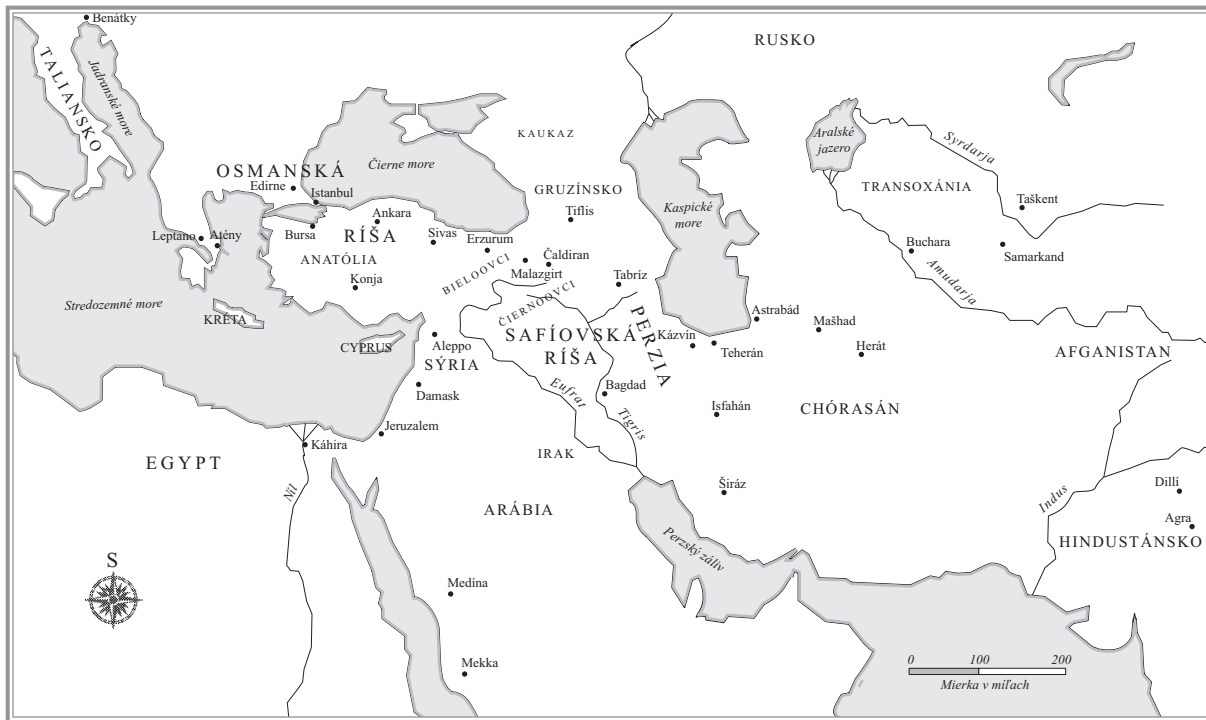 Benátky
TALIANSKO
Jadranské more
RUSKO
KAUKAZ
Aralské
jazero
Syrdarja
OSMANSKÁ
Čierne more
Edirne
Istanbul
GRUZÍNSKO
Tiflis
Kaspické
more
TRANSOXÁNIA
Taškent
Leptano
Atény
Bursa
Ankara
RÍŠA
Sivas
Erzurum
Buchara
Samarkand
ANATÓLIA
Konja
BIELOOVCI
Malazgirt
Čaldiran
Tabríz
Amudarja
Stredozemné more
KRÉTA
CYPRUS
Aleppo
SÝRIA
ČIERNOOVCI
SAFÍOVSKÁ
RÍŠA
PERZIA
Kázvín
Teherán
Astrabád
Mašhad
Herát
AFGANISTAN
Damask
Eufrat
Bagdad
Tigris
Isfahán
CHÓRASÁN
Jeruzalem
Káhira
EGYPT
Nil
IRAK
ARÁBIA
Šíráz
Indus
Dillí
Agra
HINDUSTÁNSKO
Perzský záliv
S
Medína
Mekka
0 100 200
Mierka v míľach